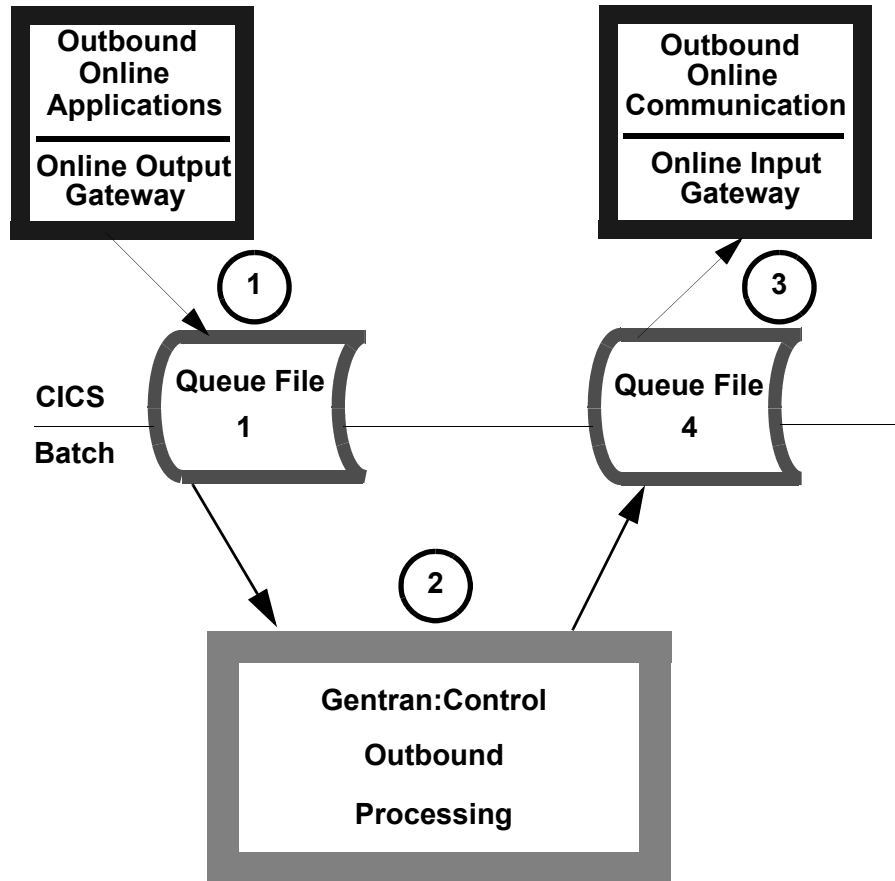 Outbound
Online
Applications
Online Output
Gateway
Outbound
Online
Communication
Online Input
Gateway
1
3
Queue File
1
Queue File
4
CICS
Batch
2
Gentran:Control
Outbound
Processing